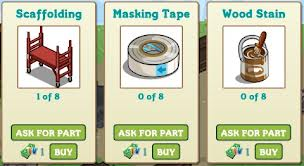 Scaffolding
1 of 8
ASK FOR PART
1 BUY
Masking Tape
0 of 8
ASK FOR PART
1 BUY
Wood Stain
0 of 8
ASK FOR PART
1 BUY